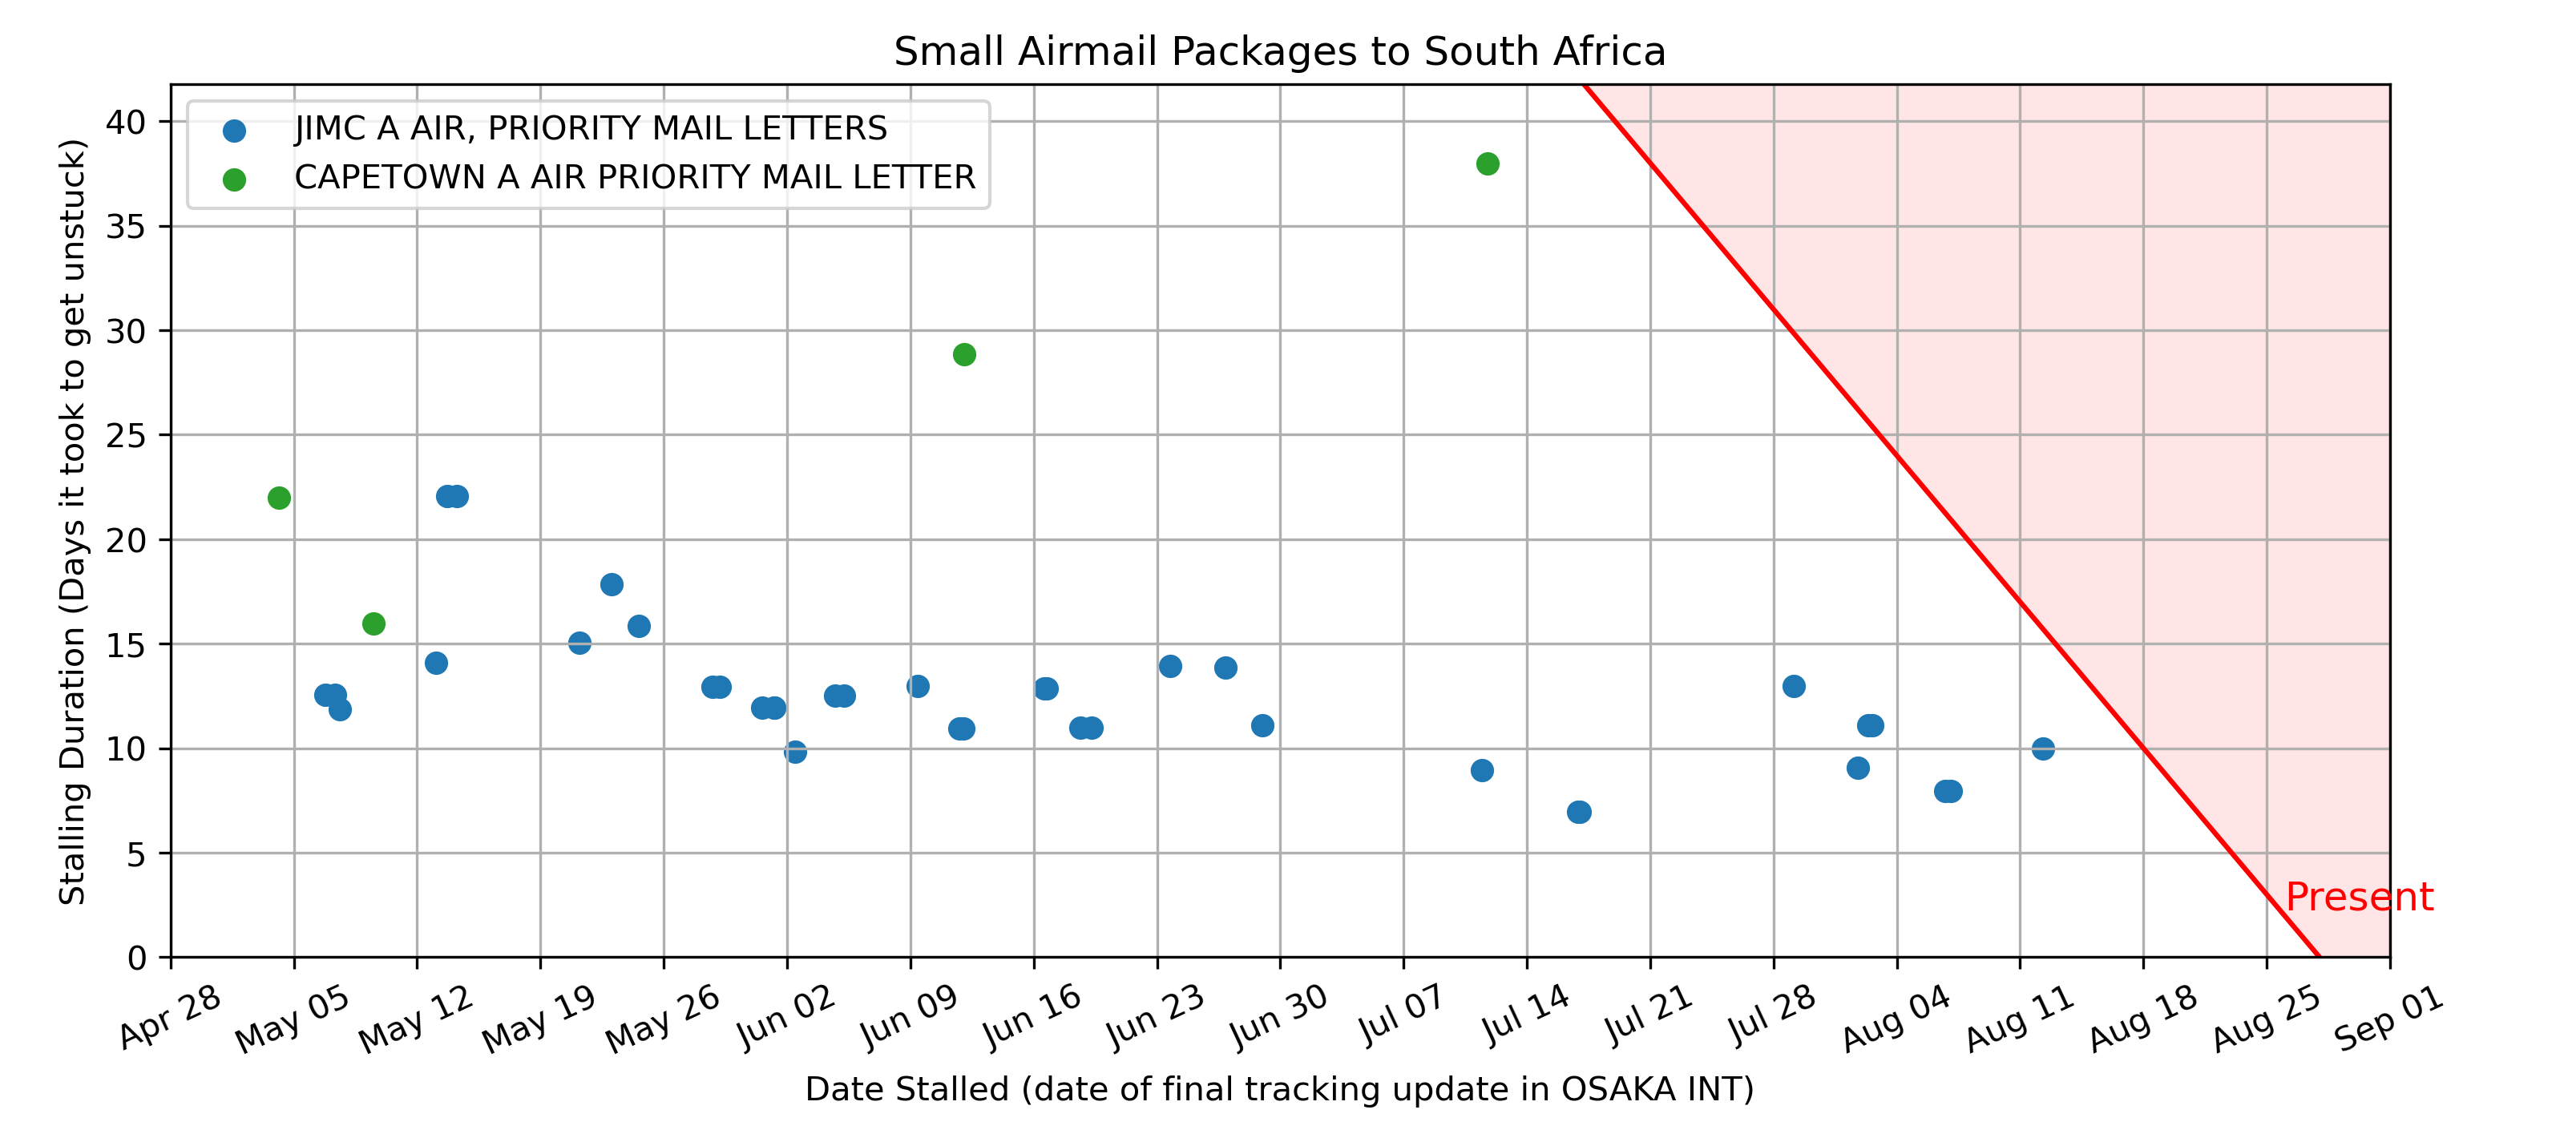 Small Airmail Packages to South Africa
JIMC A AIR, PRIORITY MAIL LETTERS
CAPETOWN A AIR PRIORITY MAIL LETTER
Stalling Duration (Days it took to get unstuck)
40
35
30
25
20
15
10
5
0
Present
Apr 28
May 05
May 12
May 19
May 26
Jun 02
Jun 09
Jun 16
Jun 23
Jun 30
Jul 07
Jul 14
Jul 21
Jul 28
Aug 04
Aug 11
Aug 18
Aug 25
Sep 01
Date Stalled (date of final tracking update in OSAKA INT)